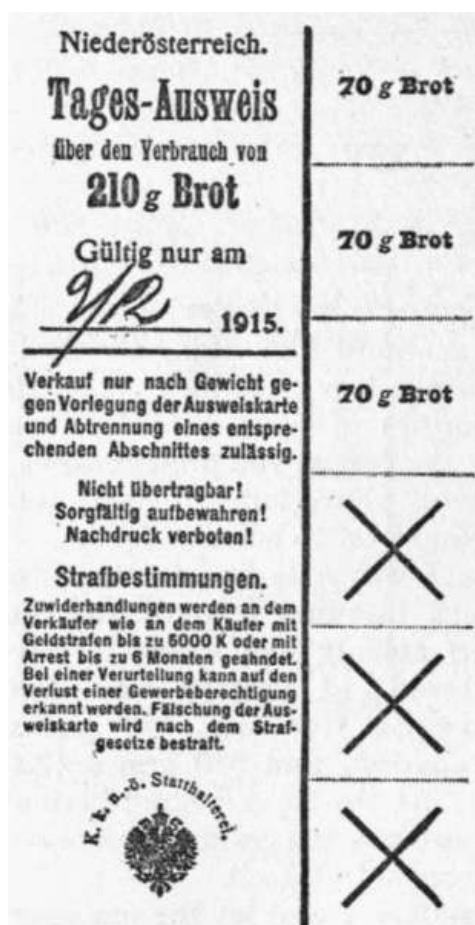 Niederösterreich.
Tages-Ausweis
über den Verbrauch von
210 g Brot
Gültig nur am
9/12 1915.
Verkauf nur nach Gewicht ge-
gen Vorlegung der Ausweiskarte
und Abtrennung eines entspre-
chenden Abschnittes zulässig.
Nicht übertragbar!
Sorgfältig aufbewahren!
Nachdruck verboten!
Strafbestimmungen.
Zuwiderhandlungen werden an dem
Verkäufer wie an dem Käufer mit
Geldstrafen bis zu 5000 K oder mit
Arrest bis zu 6 Monaten geahndet.
Bei einer Verurteilung kann auf den
Verlust einer Gewerbeberechtigung
erkannt werden. Fälschung der Aus-
weiskarte wird nach dem Straf-
gesetze bestraft.
K. k. n.-ö. Statthalterei.
70 g Brot
70 g Brot
70 g Brot